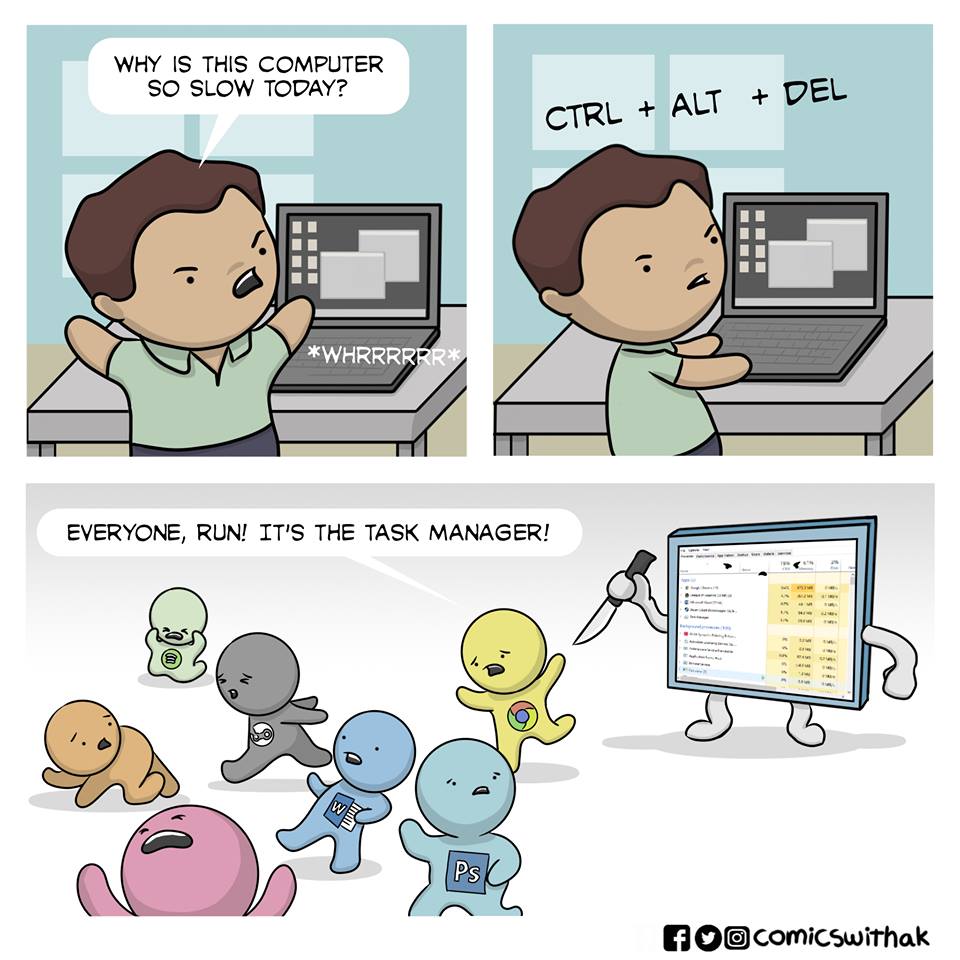 WHY IS THIS COMPUTER
SO SLOW TODAY?
*WHRRRRRR*
CTRL + ALT + DEL
EVERYONE, RUN! IT'S THE TASK MANAGER!
W
Ps
comicswithak